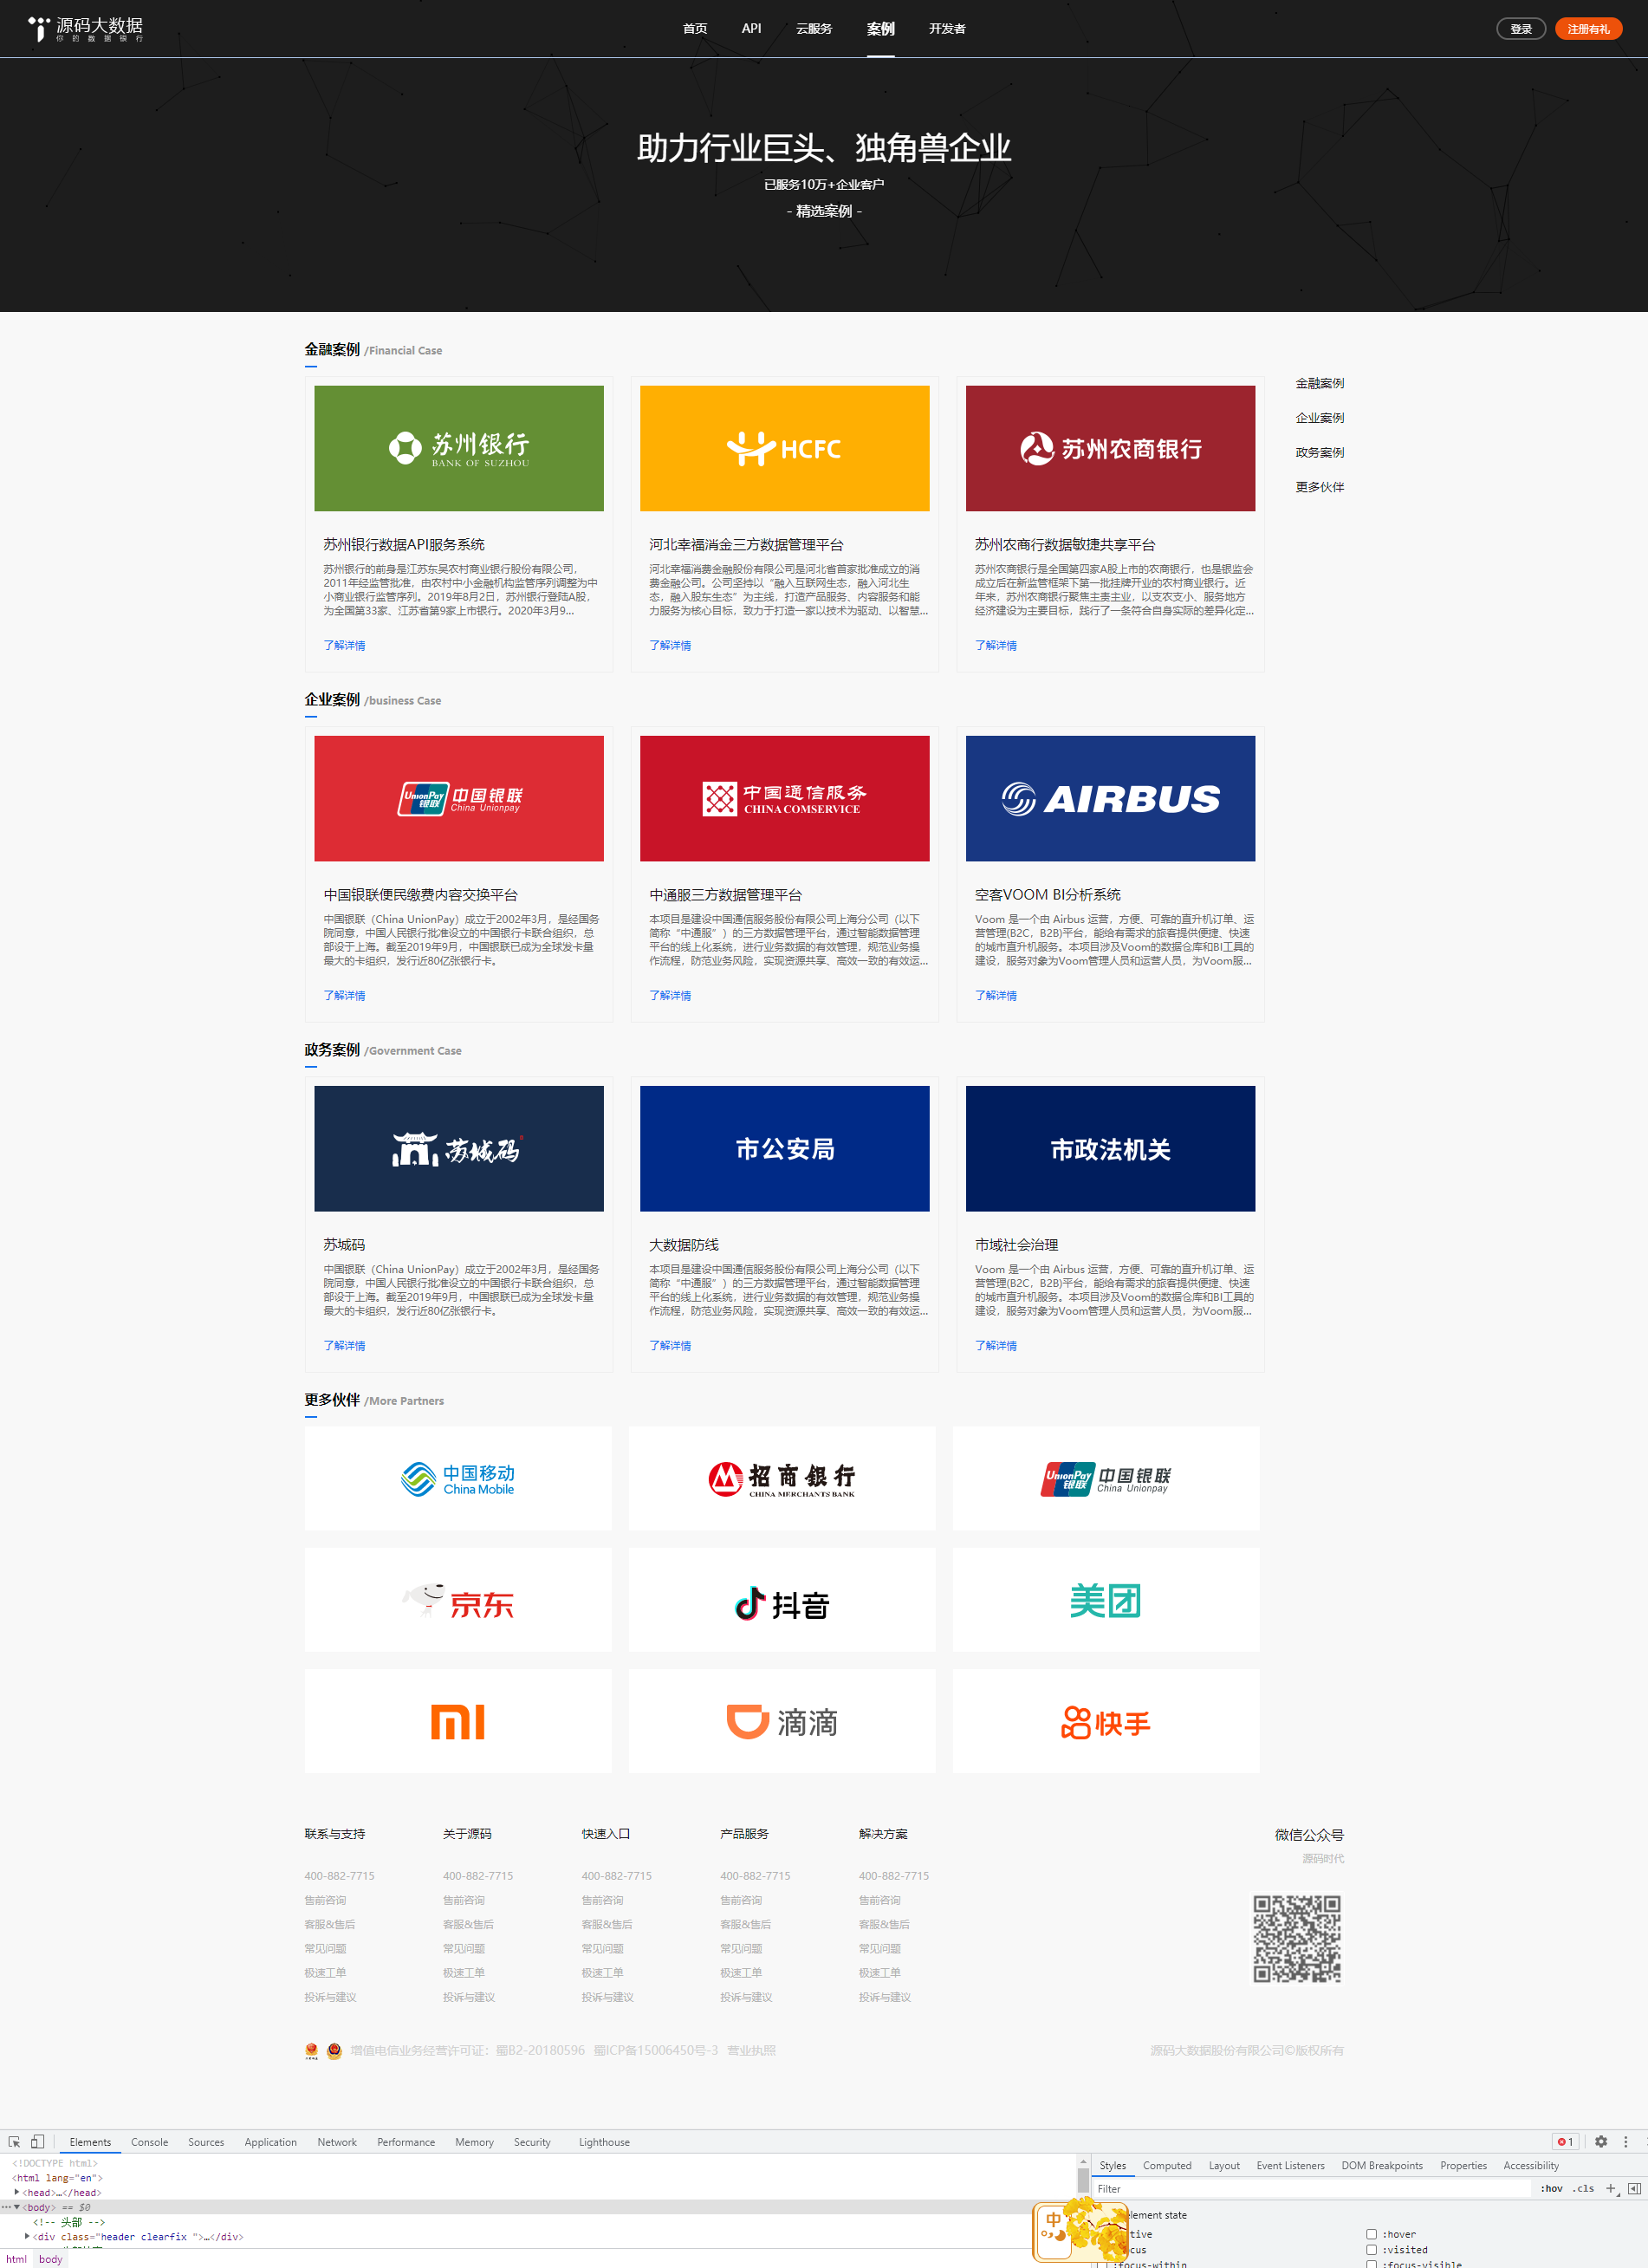 源码大数据
你的数据银行
首页 API 云服务 案例 开发者
登录 注册有礼
助力行业巨头、独角兽企业
已服务10万+企业客户
- 精选案例 -
金融案例 /Financial Case
金融案例
企业案例
政务案例
更多伙伴
苏州银行
BANK OF SUZHOU
苏州银行数据API服务系统
苏州银行的前身是江苏东吴农村商业银行股份有限公司，
2011年经监管批准，由农村中小金融机构监管序列调整为中
小商业银行监管序列。2019年8月2日，苏州银行登陆A股，
为全国第33家、江苏省第9家上市银行。2020年3月9...
了解详情
HCFC
河北幸福消金三方数据管理平台
河北幸福消费金融股份有限公司是河北省首家批准成立的消
费金融公司。公司坚持以“融入互联网生态，融入河北生
态，融入股东生态”为主线，打造产品服务、内容服务和能
力服务为核心目标，致力于打造一家以技术为驱动、以智慧...
了解详情
苏州农商银行
苏州农商行数据敏捷共享平台
苏州农商银行是全国第四家A股上市的农商银行，也是银监会
成立后在新监管框架下第一批挂牌开业的农村商业银行。近
年来，苏州农商银行聚焦主责主业，以支农支小、服务地方
经济建设为主要目标，践行了一条符合自身实际的差异化定...
了解详情
企业案例 /business Case
UnionPay
银联
中国银联
China Unionpay
中国银联便民缴费内容交换平台
中国银联（China UnionPay）成立于2002年3月，是经国务
院同意，中国人民银行批准设立的中国银行卡联合组织，总
部设于上海。截至2019年9月，中国银联已成为全球发卡量
最大的卡组织，发行近80亿张银行卡。
了解详情
中国通信服务
CHINA COMSERVICE
中通服三方数据管理平台
本项目是建设中国通信服务股份有限公司上海分公司（以下
简称“中通服”）的三方数据管理平台，通过智能数据管理
平台的线上化系统，进行业务数据的有效管理，规范业务操
作流程，防范业务风险，实现资源共享、高效一致的有效运...
了解详情
AIRBUS
空客VOOM BI分析系统
Voom 是一个由 Airbus 运营，方便、可靠的直升机订单、运
营管理(B2C，B2B)平台，能给有需求的旅客提供便捷、快速
的城市直升机服务。本项目涉及Voom的数据仓库和BI工具的
建设，服务对象为Voom管理人员和运营人员，为Voom服...
了解详情
政务案例 /Government Case
苏城码
苏城码
中国银联（China UnionPay）成立于2002年3月，是经国务
院同意，中国人民银行批准设立的中国银行卡联合组织，总
部设于上海。截至2019年9月，中国银联已成为全球发卡量
最大的卡组织，发行近80亿张银行卡。
了解详情
市公安局
大数据防线
本项目是建设中国通信服务股份有限公司上海分公司（以下
简称“中通服”）的三方数据管理平台，通过智能数据管理
平台的线上化系统，进行业务数据的有效管理，规范业务操
作流程，防范业务风险，实现资源共享、高效一致的有效运...
了解详情
市政法机关
市域社会治理
Voom 是一个由 Airbus 运营，方便、可靠的直升机订单、运
营管理(B2C，B2B)平台，能给有需求的旅客提供便捷、快速
的城市直升机服务。本项目涉及Voom的数据仓库和BI工具的
建设，服务对象为Voom管理人员和运营人员，为Voom服...
了解详情
更多伙伴 /More Partners
中国移动
China Mobile
招商银行
CHINA MERCHANTS BANK
UnionPay
银联
中国银联
China Unionpay
京东
抖音
美团
滴滴
快手
联系与支持 关于源码 快速入口 产品服务 解决方案
400-882-7715 400-882-7715 400-882-7715 400-882-7715 400-882-7715
售前咨询 售前咨询 售前咨询 售前咨询 售前咨询
客服&售后 客服&售后 客服&售后 客服&售后 客服&售后
常见问题 常见问题 常见问题 常见问题 常见问题
极速工单 极速工单 极速工单 极速工单 极速工单
投诉与建议 投诉与建议 投诉与建议 投诉与建议 投诉与建议
微信公众号
源码时代
增值电信业务经营许可证：蜀B2-20180596 蜀ICP备15006450号-3 营业执照
源码大数据股份有限公司©版权所有
Elements Console Sources Application Network Performance Memory Security Lighthouse
1
<!DOCTYPE html>
<html lang="en">
<head>…</head>
<body> == $0
<!-- 头部 -->
<div class="header clearfix ">…</div>
html body
Styles Computed Layout Event Listeners DOM Breakpoints Properties Accessibility
Filter
:hov .cls
element state
:hover
:visited
:focus-within
:focus-visible
中